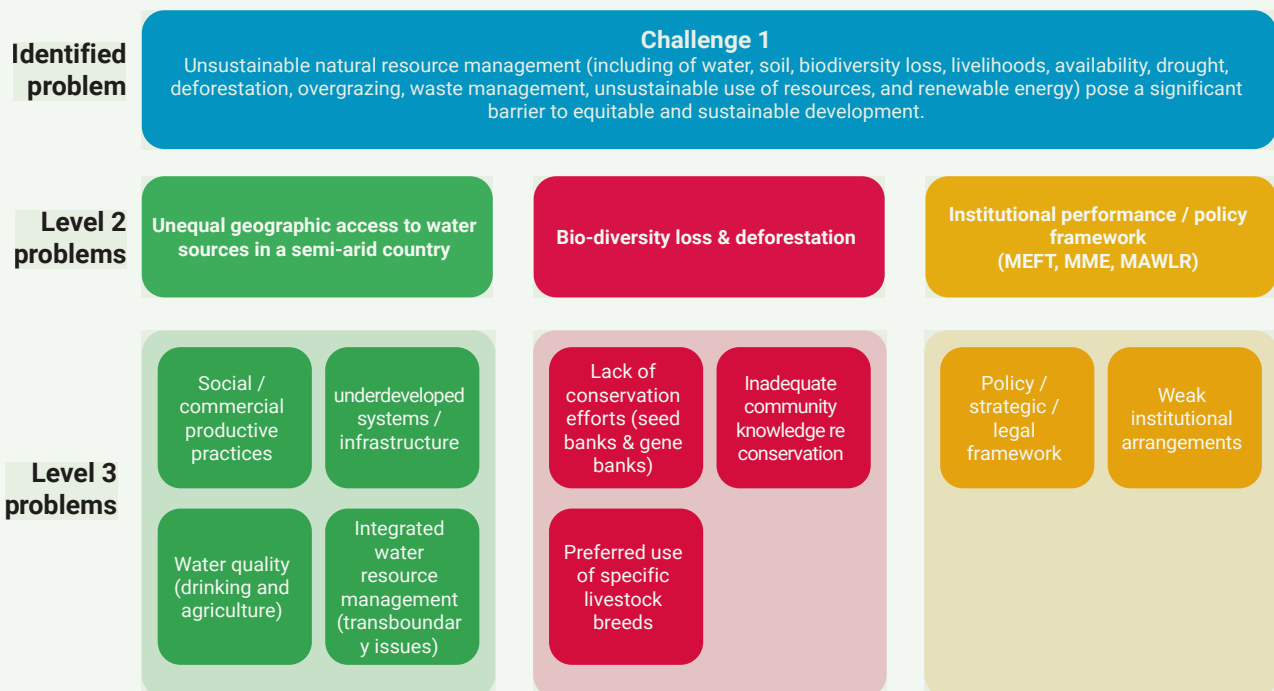 Identified
problem
Challenge 1
Unsustainable natural resource management (including of water, soil, biodiversity loss, livelihoods, availability, drought,
deforestation, overgrazing, waste management, unsustainable use of resources, and renewable energy) pose a significant
barrier to equitable and sustainable development.
Level 2
problems
Unequal geographic access to water
sources in a semi-arid country
Bio-diversity loss & deforestation
Institutional performance / policy
framework
(MEFT, MME, MAWLR)
Level 3
problems
Social /
commercial
productive
practices
underdeveloped
systems /
infrastructure
Water quality
(drinking and
agriculture)
Integrated
water
resource
management
(transboundar
y issues)
Lack of
conservation
efforts (seed
banks & gene
banks)
Inadequate
community
knowledge re
conservation
Preferred use
of specific
livestock
breeds
Policy /
strategic /
legal
framework
Weak
institutional
arrangements